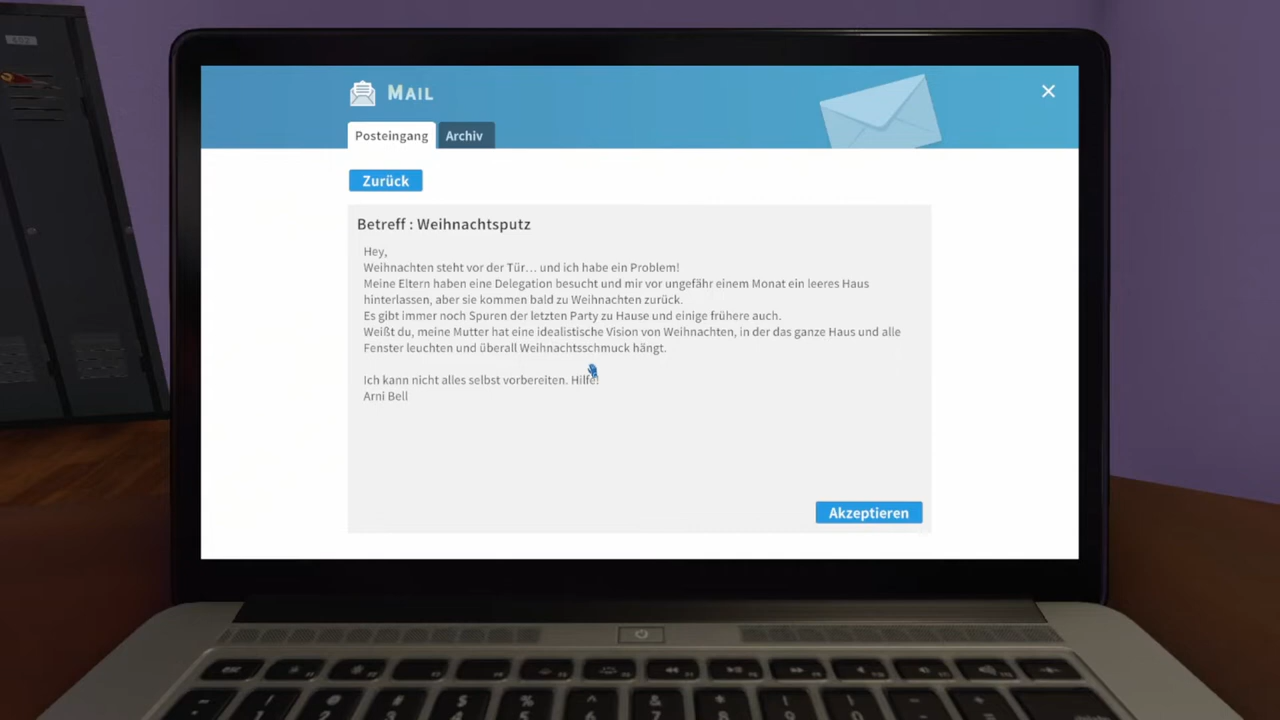 MAIL
Posteingang Archiv
Zurück
Betreff : Weihnachtsputz
Hey,
Weihnachten steht vor der Tür... und ich habe ein Problem!
Meine Eltern haben eine Delegation besucht und mir vor ungefähr einem Monat ein leeres Haus
hinterlassen, aber sie kommen bald zu Weihnachten zurück.
Es gibt immer noch Spuren der letzten Party zu Hause und einige frühere auch.
Weißt du, meine Mutter hat eine idealistische Vision von Weihnachten, in der das ganze Haus und alle
Fenster leuchten und überall Weihnachtsschmuck hängt.
Ich kann nicht alles selbst vorbereiten. Hilfe!
Arni Bell
Akzeptieren